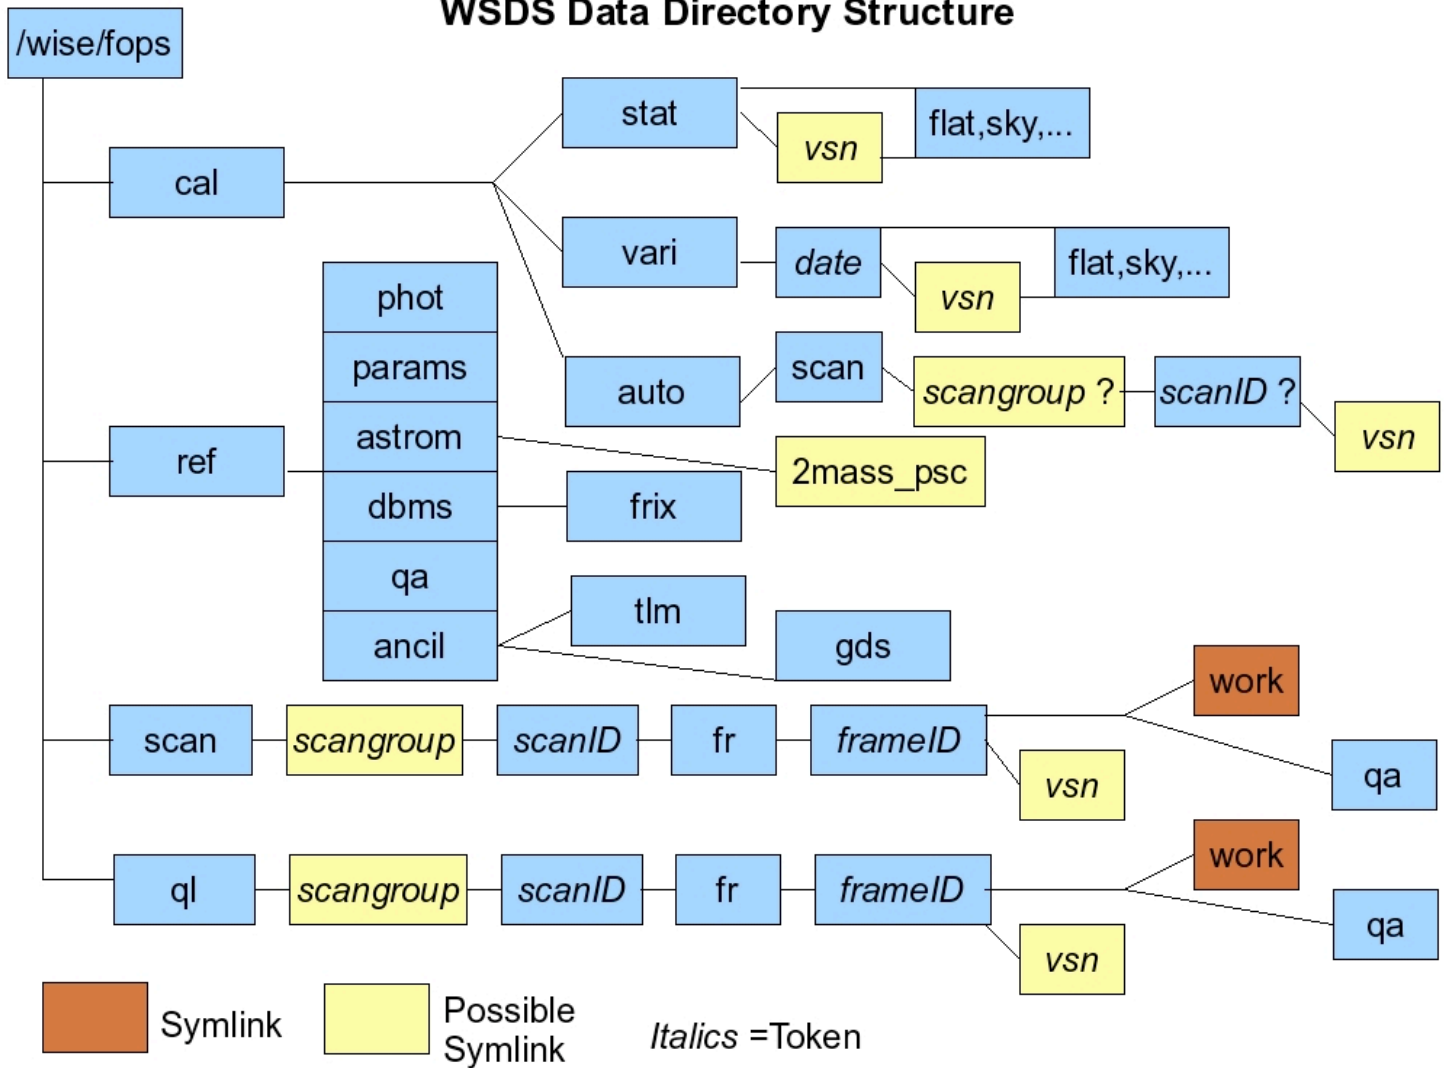 WSDS Data Directory Structure
/wise/fops
stat
flat,sky,...
vsn
cal
vari
date
flat,sky,...
vsn
phot
params
auto
scan
scangroup ?
scanID ?
vsn
ref
astrom
2mass_psc
dbms
frix
qa
tlm
ancil
gds
work
scan
scangroup
scanID
fr
frameID
vsn
qa
work
ql
scangroup
scanID
fr
frameID
vsn
qa
Symlink
Possible
Symlink
Italics =Token